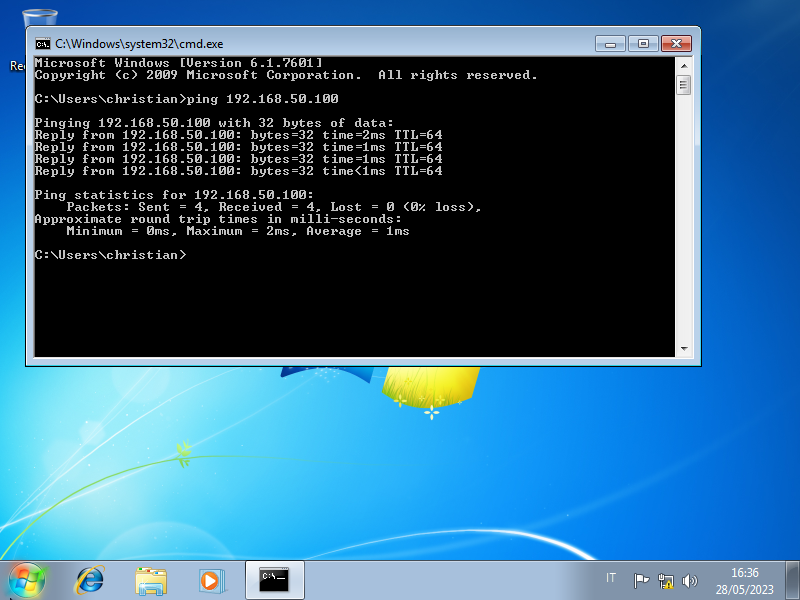 C:\Windows\system32\cmd.exe
Microsoft Windows [Version 6.1.7601]
Copyright (c) 2009 Microsoft Corporation.  All rights reserved.
C:\Users\christian>ping 192.168.50.100
Pinging 192.168.50.100 with 32 bytes of data:
Reply from 192.168.50.100: bytes=32 time=2ms TTL=64
Reply from 192.168.50.100: bytes=32 time=1ms TTL=64
Reply from 192.168.50.100: bytes=32 time=1ms TTL=64
Reply from 192.168.50.100: bytes=32 time<1ms TTL=64
Ping statistics for 192.168.50.100:
    Packets: Sent = 4, Received = 4, Lost = 0 (0% loss),
Approximate round trip times in milli-seconds:
    Minimum = 0ms, Maximum = 2ms, Average = 1ms
C:\Users\christian>
IT
16:36
28/05/2023